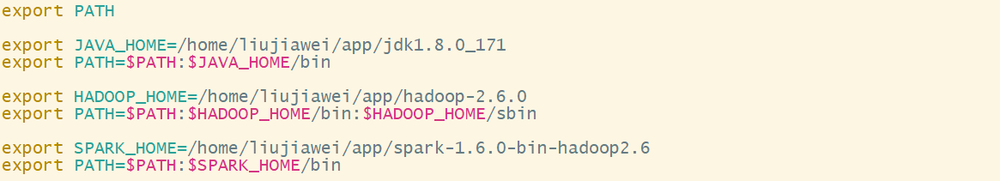 export PATH
export JAVA_HOME=/home/liujiawei/app/jdk1.8.0_171
export PATH=$PATH:$JAVA_HOME/bin
export HADOOP_HOME=/home/liujiawei/app/hadoop-2.6.0
export PATH=$PATH:$HADOOP_HOME/bin:$HADOOP_HOME/sbin
export SPARK_HOME=/home/liujiawei/app/spark-1.6.0-bin-hadoop2.6
export PATH=$PATH:$SPARK_HOME/bin